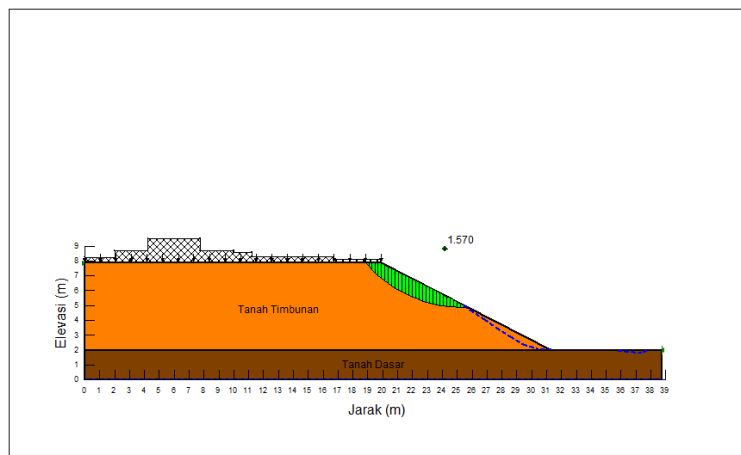 1.570
9
8
7
6
5
4
3
2
1
0
Elevasi (m)
Tanah Timbunan
Tanah Dasar
0 1 2 3 4 5 6 7 8 9 10 11 12 13 14 15 16 17 18 19 20 21 22 23 24 25 26 27 28 29 30 31 32 33 34 35 36 37 38 39
Jarak (m)